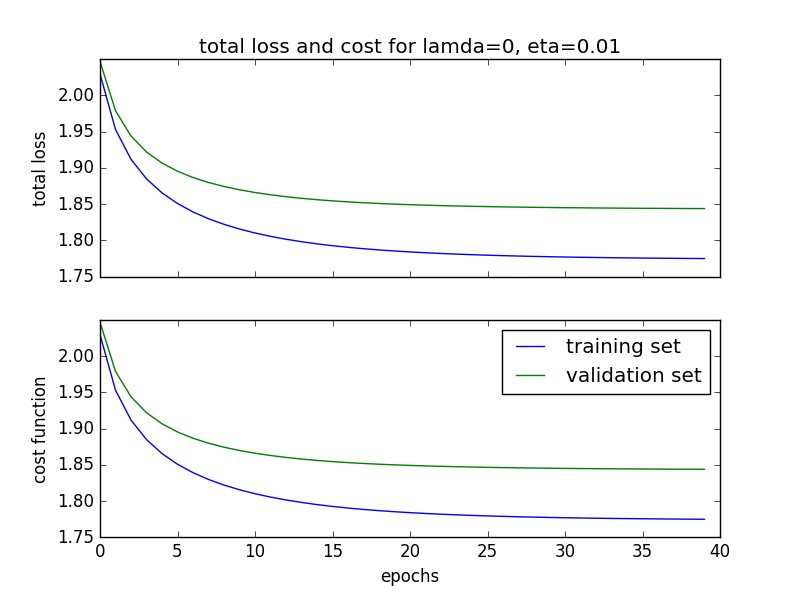 total loss and cost for lamda=0, eta=0.01
total loss
2.00
1.95
1.90
1.85
1.80
1.75
cost function
2.00
1.95
1.90
1.85
1.80
1.75
training set
validation set
0 5 10 15 20 25 30 35 40
epochs